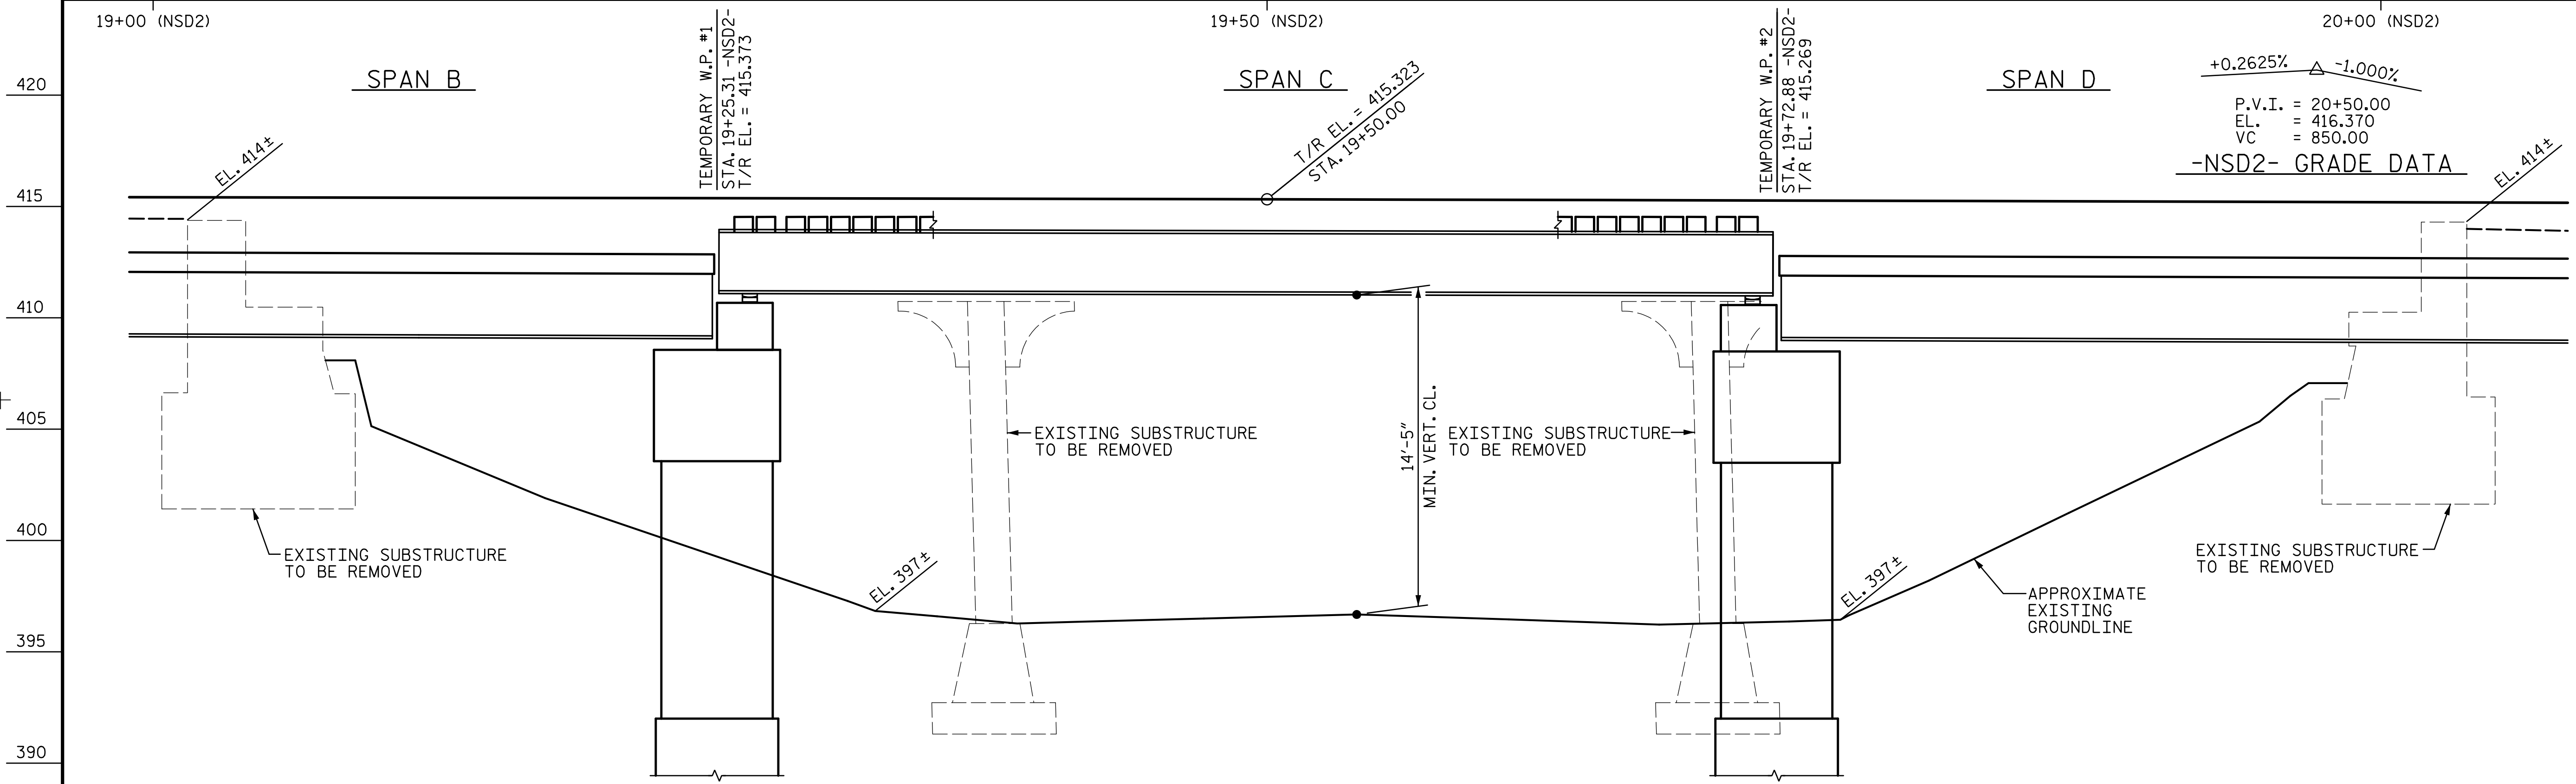 19+00 (NSD2)
19+50 (NSD2)
20+00 (NSD2)
SPAN B
SPAN C
SPAN D
TEMPORARY W.P. #1
STA. 19+25.31 -NSD2-
T/R EL. = 415.373
T/R EL. = 415.323
STA. 19+50.00
TEMPORARY W.P. #2
STA. 19+72.88 -NSD2-
T/R EL. = 415.269
+0.2625%
-1.000%
P.V.I. = 20+50.00
EL. = 416.370
VC = 850.00
-NSD2- GRADE DATA
420
415
410
405
400
395
390
EL. 414±
EL. 414±
EXISTING SUBSTRUCTURE
TO BE REMOVED
14'-5"
MIN. VERT. CL.
EXISTING SUBSTRUCTURE
TO BE REMOVED
EXISTING SUBSTRUCTURE
TO BE REMOVED
EL. 397±
EL. 397±
EXISTING SUBSTRUCTURE
TO BE REMOVED
APPROXIMATE
EXISTING
GROUNDLINE